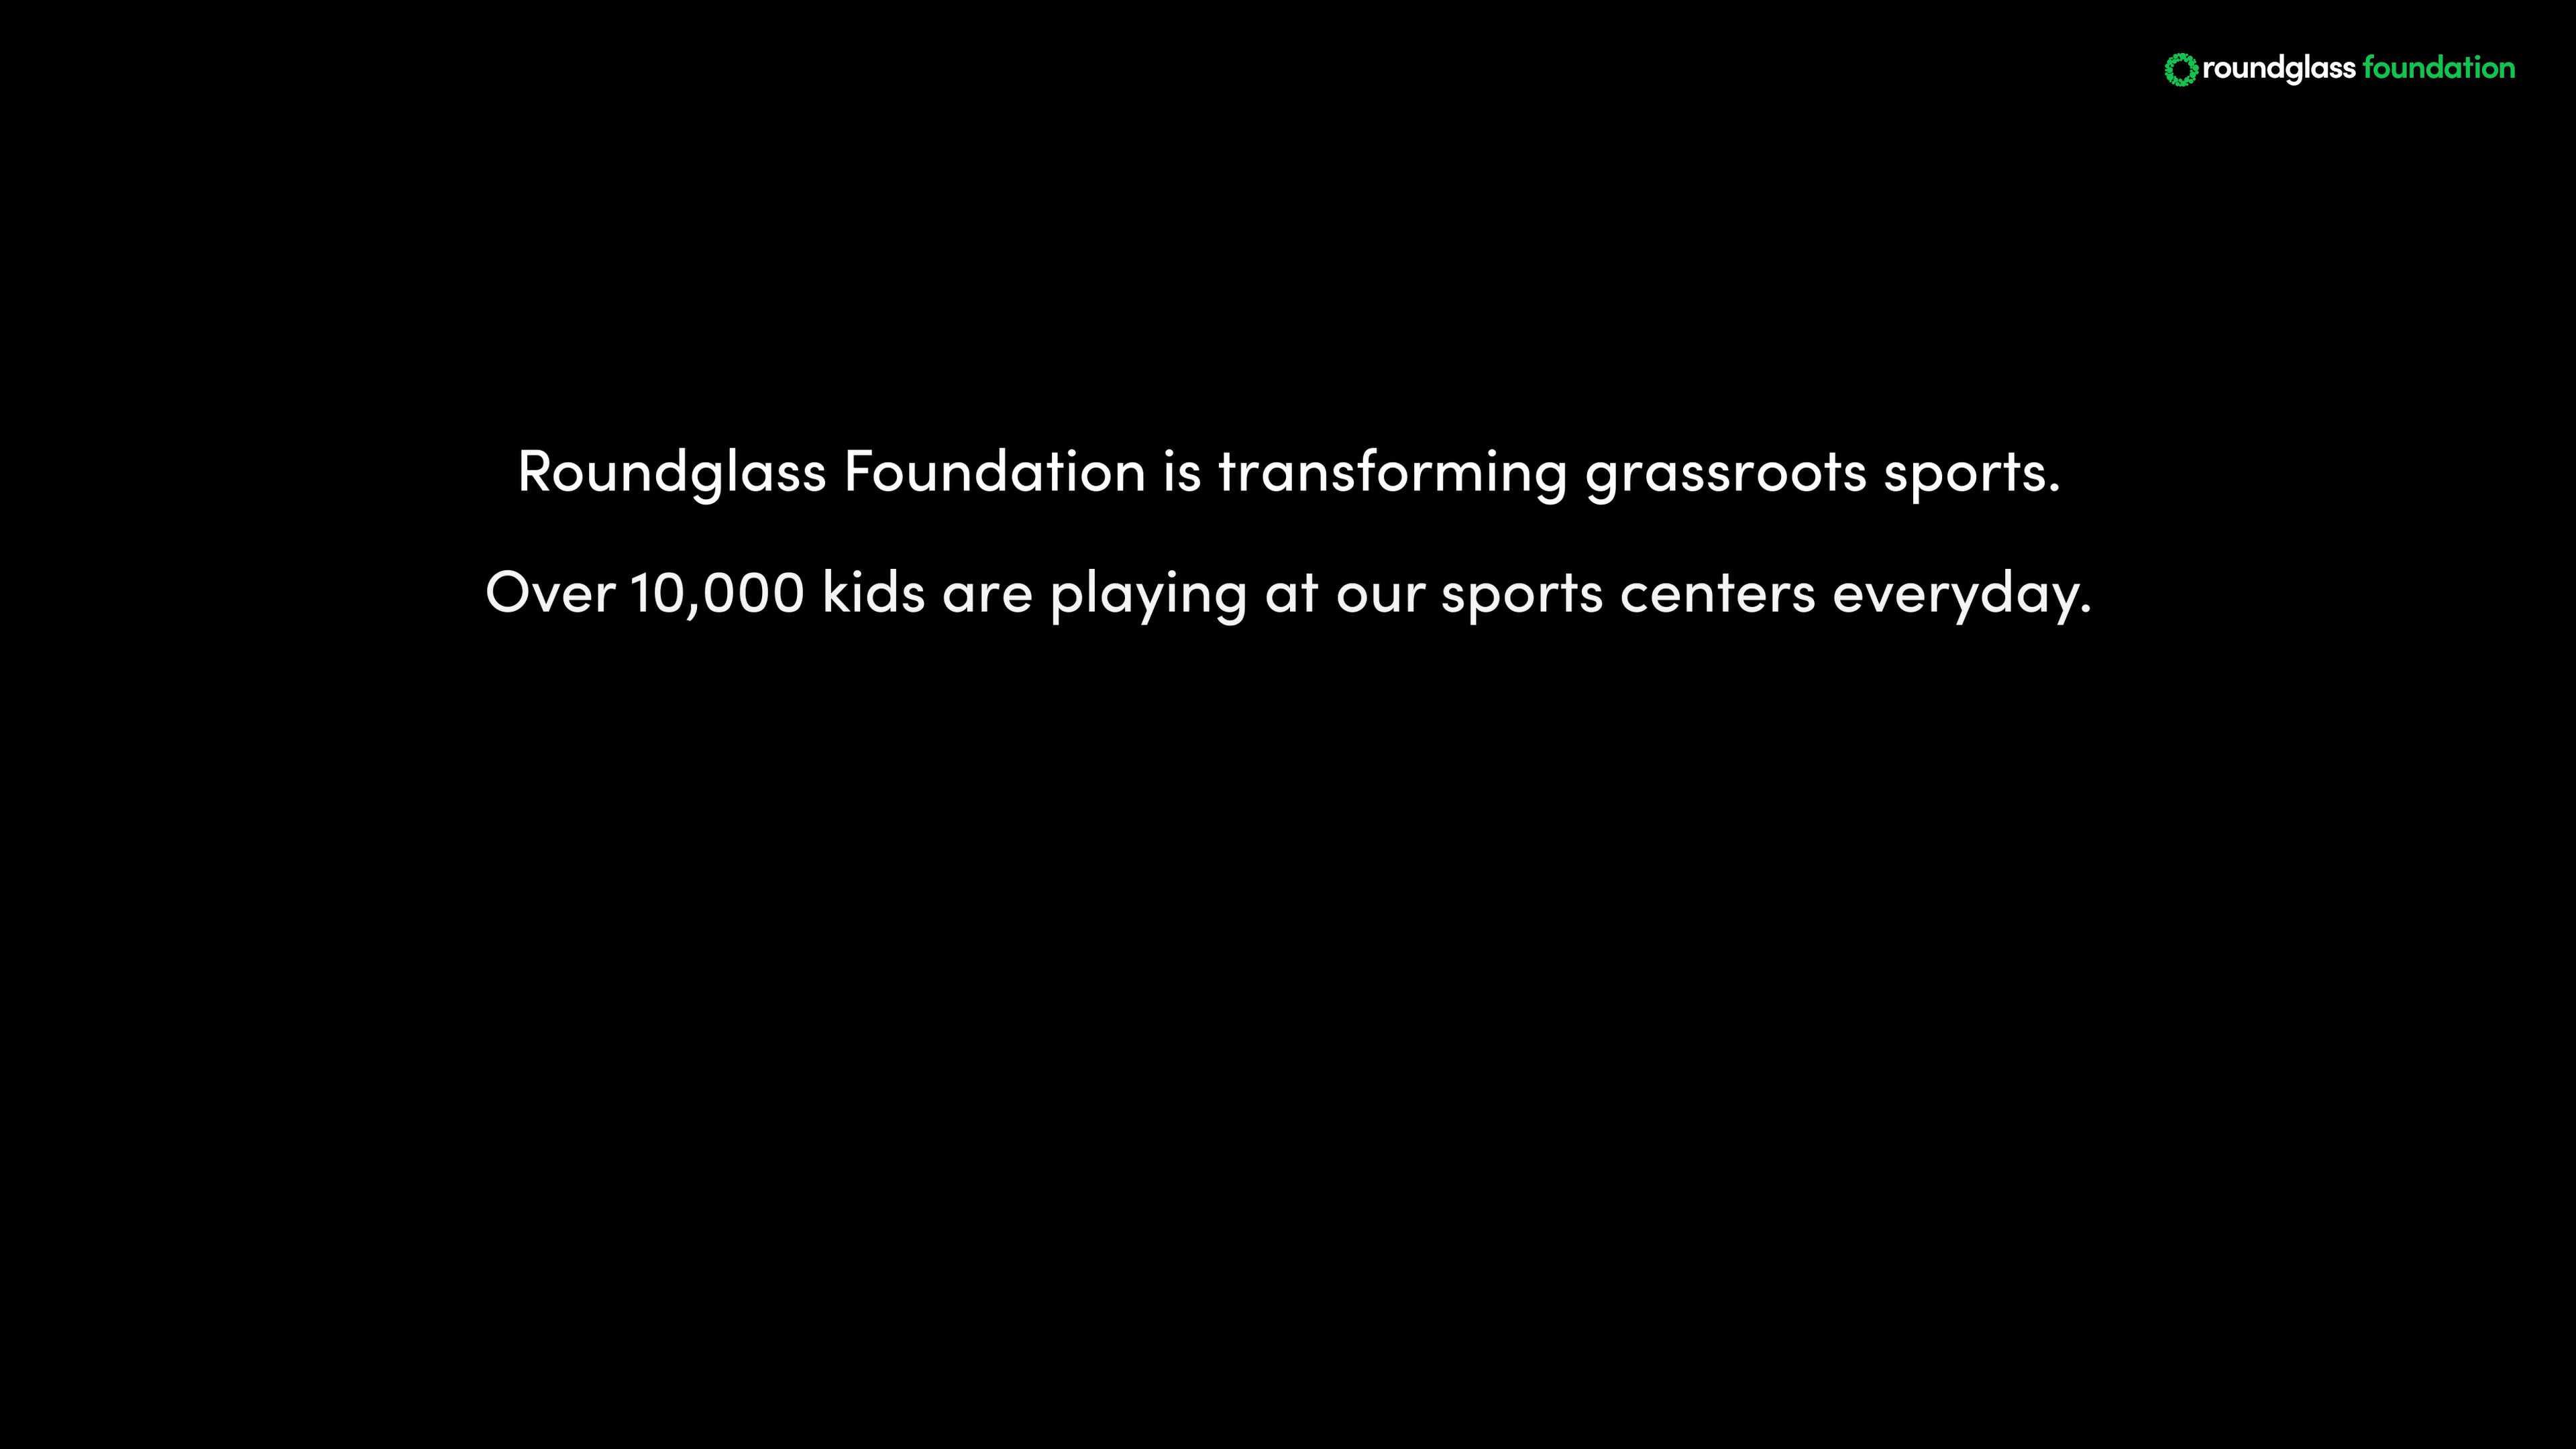 roundglass foundation
Roundglass Foundation is transforming grassroots sports.
Over 10,000 kids are playing at our sports centers everyday.